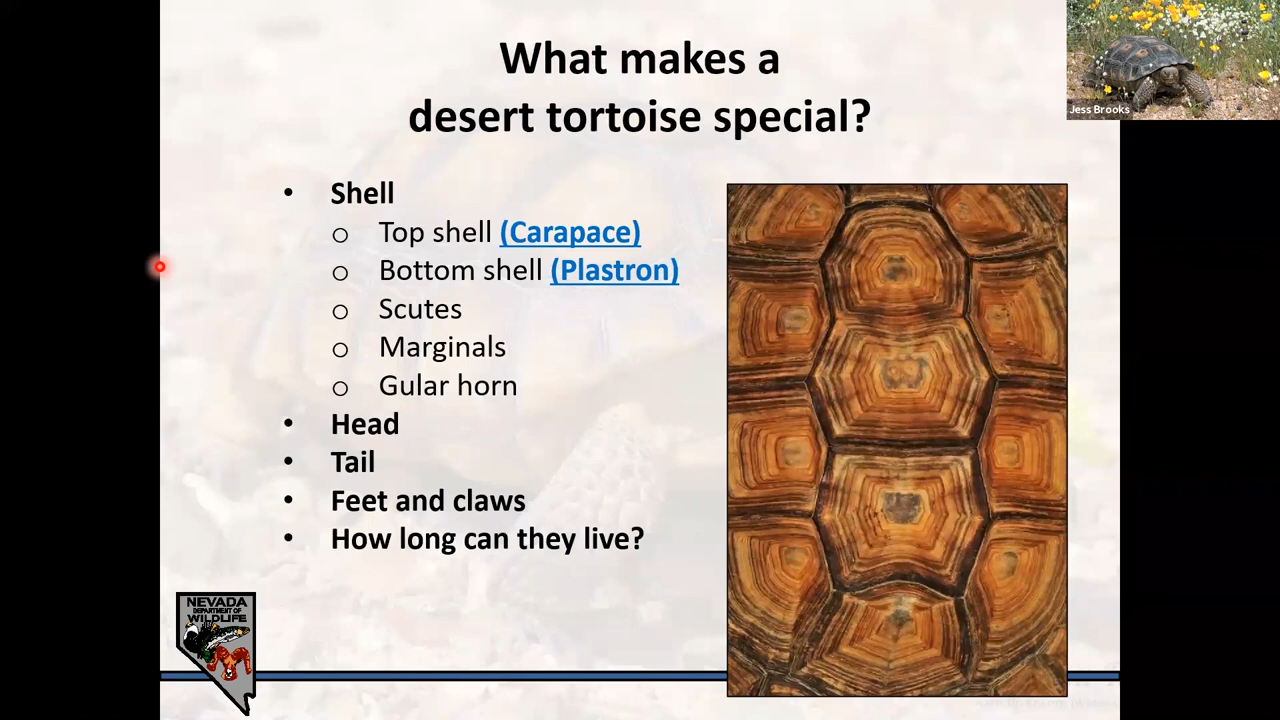 What makes a
desert tortoise special?
Jess Brooks
• Shell
o Top shell (Carapace)
o Bottom shell (Plastron)
o Scutes
o Marginals
o Gular horn
• Head
• Tail
• Feet and claws
• How long can they live?
NEVADA
DEPARTMENT OF
WILDLIFE